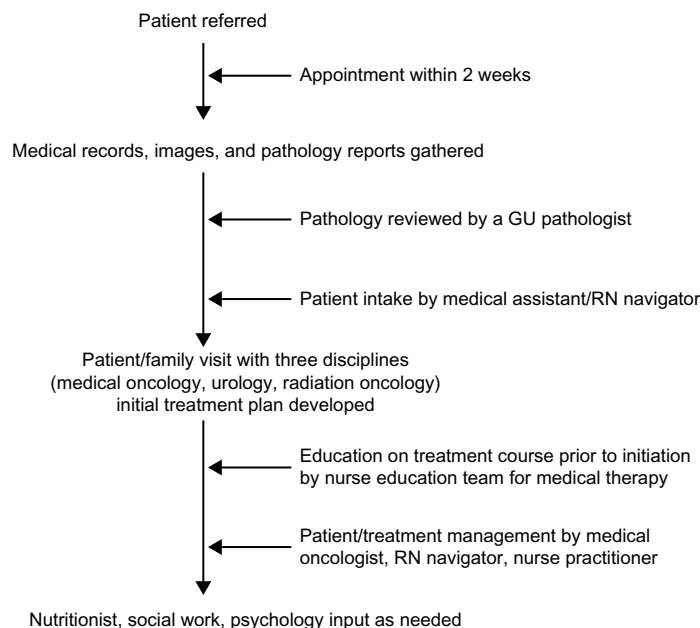 Patient referred
Appointment within 2 weeks
Medical records, images, and pathology reports gathered
Pathology reviewed by a GU pathologist
Patient intake by medical assistant/RN navigator
Patient/family visit with three disciplines
(medical oncology, urology, radiation oncology)
initial treatment plan developed
Education on treatment course prior to initiation
by nurse education team for medical therapy
Patient/treatment management by medical
oncologist, RN navigator, nurse practitioner
Nutritionist, social work, psychology input as needed